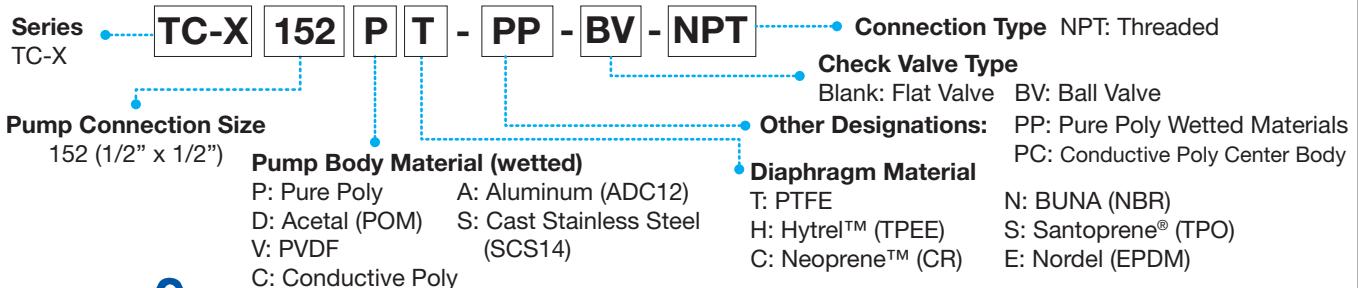 Series
TC-X
TC-X 152 P T - PP - BV - NPT
Connection Type NPT: Threaded
Check Valve Type
Blank: Flat Valve BV: Ball Valve
Pump Connection Size
152 (1/2” x 1/2”)
Other Designations: PP: Pure Poly Wetted Materials
PC: Conductive Poly Center Body
Pump Body Material (wetted)
P: Pure Poly A: Aluminum (ADC12)
D: Acetal (POM) S: Cast Stainless Steel
V: PVDF (SCS14)
C: Conductive Poly
Diaphragm Material
T: PTFE N: BUNA (NBR)
H: Hytrel™ (TPEE) S: Santoprene® (TPO)
C: Neoprene™ (CR) E: Nordel (EPDM)